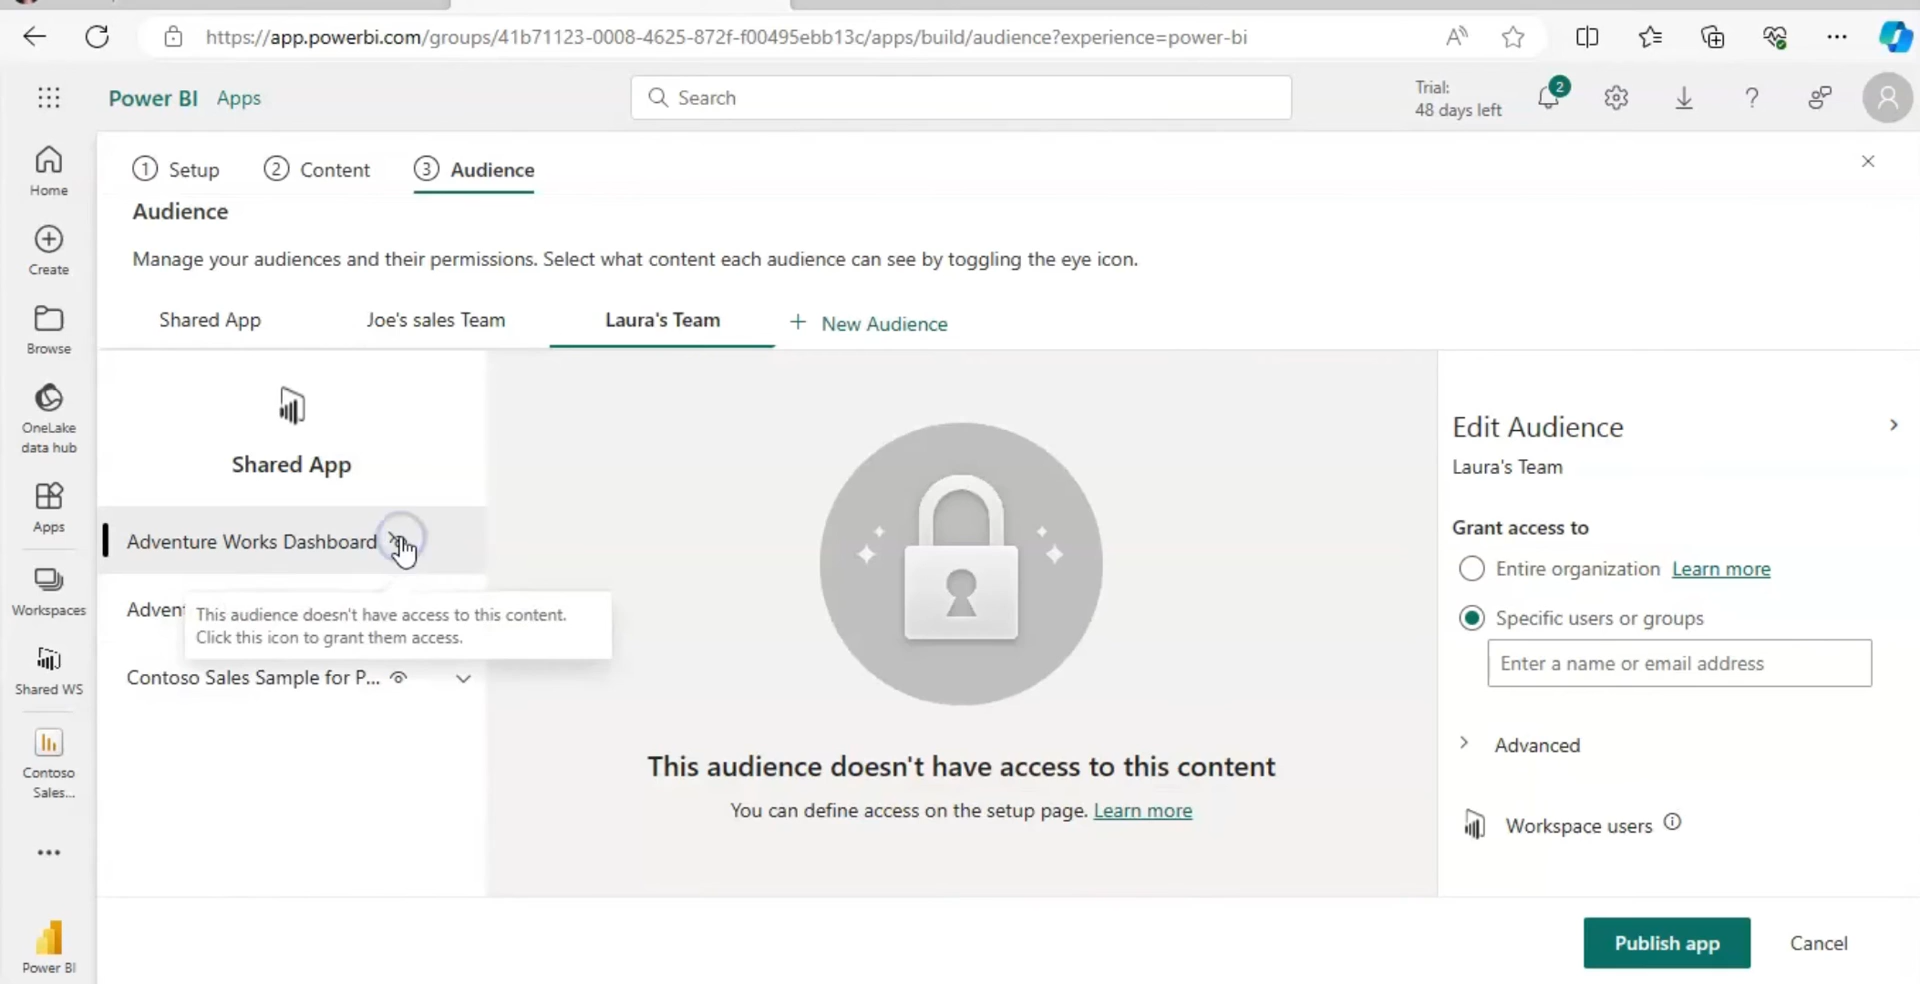 https://app.powerbi.com/groups/41b71123-0008-4625-872f-f00495ebb13c/apps/build/audience?experience=power-bi
Power BI Apps
Search
Trial:
48 days left
2
Home
Create
Browse
OneLake
data hub
Apps
Workspaces
Shared WS
Contoso
Sales...
Power BI
1 Setup
2 Content
3 Audience
Audience
Manage your audiences and their permissions. Select what content each audience can see by toggling the eye icon.
Shared App
Joe's sales Team
Laura's Team
+ New Audience
Shared App
Adventure Works Dashboard
This audience doesn't have access to this content.
Click this icon to grant them access.
Contoso Sales Sample for P...
This audience doesn't have access to this content
You can define access on the setup page. Learn more
Edit Audience
Laura's Team
Grant access to
Entire organization Learn more
Specific users or groups
Enter a name or email address
Advanced
Workspace users
Publish app
Cancel